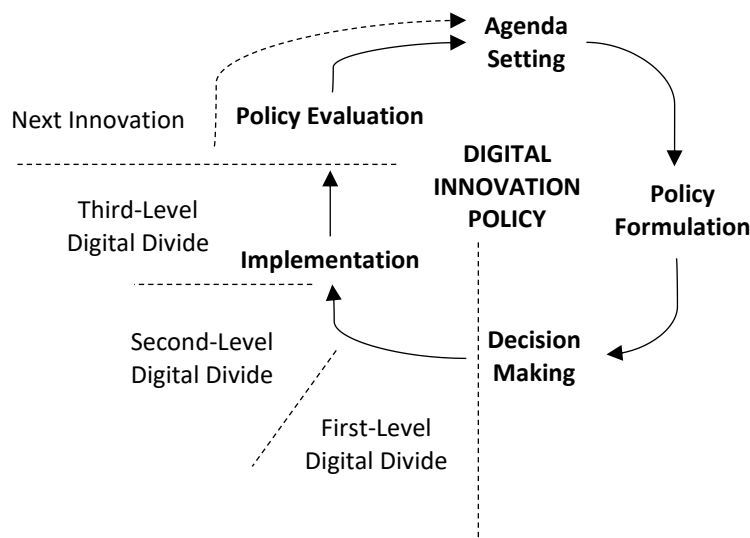 Agenda
Setting
Next Innovation
Policy Evaluation
DIGITAL
INNOVATION
POLICY
Policy
Formulation
Third-Level
Digital Divide
Implementation
Second-Level
Digital Divide
Decision
Making
First-Level
Digital Divide